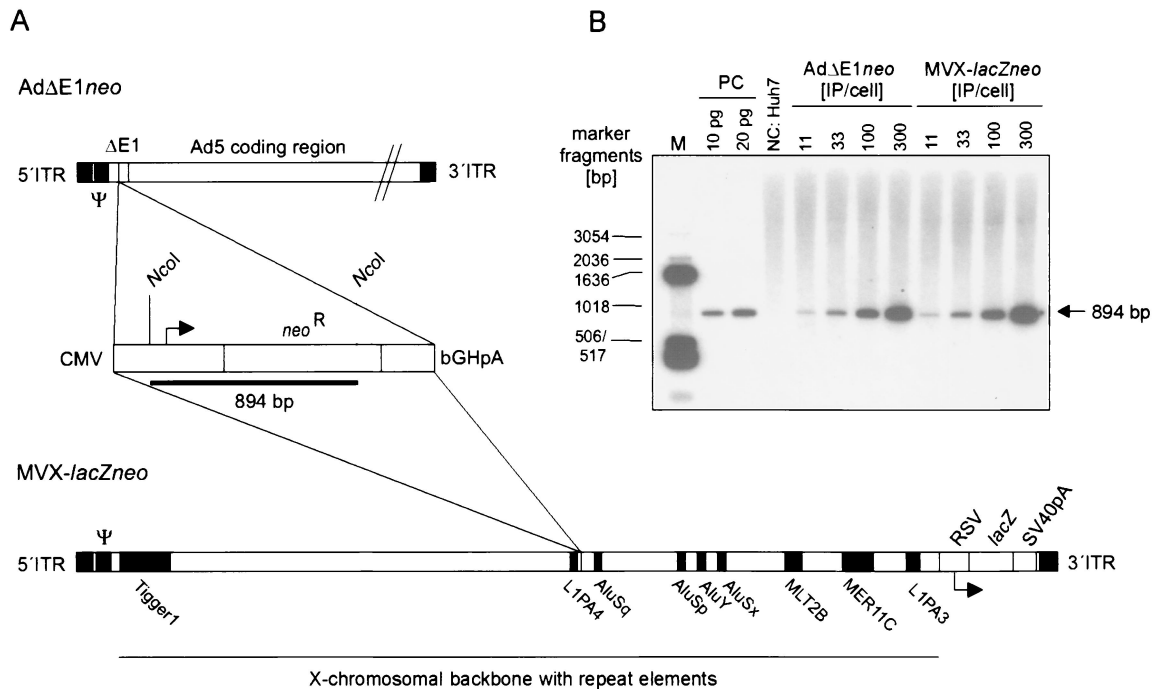 A
AdΔE1neo
ΔE1
Ad5 coding region
5´ITR
3´ITR
Ψ
NcoI
NcoI
neoR
CMV
bGHpA
894 bp
MVX-lacZneo
Ψ
RSV
lacZ
SV40pA
5´ITR
3´ITR
Tigger1
L1PA4
AluSq
AluSp
AluY
AluSx
MLT2B
MER11C
L1PA3
X-chromosomal backbone with repeat elements
B
AdΔE1neo
[IP/cell]
MVX-lacZneo
[IP/cell]
PC
marker
fragments
[bp]
M
10 pg
20 pg
NC: Huh7
11
33
100
300
11
33
100
300
3054
2036
1636
1018
506/
517
894 bp